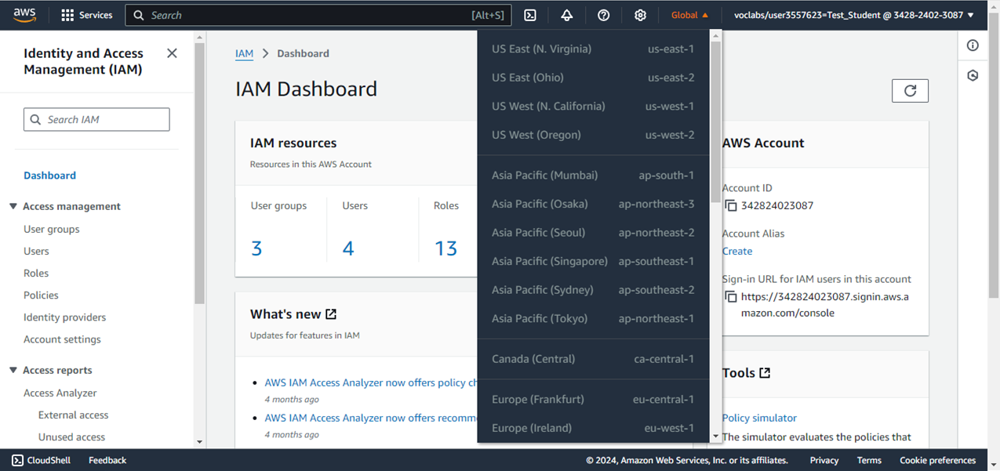 aws
Services
Search
[Alt+S]
Global
voclabs/user3557623=Test_Student @ 3428-2402-3087
Identity and Access
Management (IAM)
Search IAM
Dashboard
Access management
User groups
Users
Roles
Policies
Identity providers
Account settings
Access reports
Access Analyzer
External access
Unused access
IAM
Dashboard
IAM Dashboard
IAM resources
Resources in this AWS Account
User groups
Users
Roles
3
4
13
What's new
Updates for features in IAM
AWS IAM Access Analyzer now offers policy ch
4 months ago
AWS IAM Access Analyzer now offers recomm
4 months ago
US East (N. Virginia) us-east-1
US East (Ohio) us-east-2
US West (N. California) us-west-1
US West (Oregon) us-west-2
Asia Pacific (Mumbai) ap-south-1
Asia Pacific (Osaka) ap-northeast-3
Asia Pacific (Seoul) ap-northeast-2
Asia Pacific (Singapore) ap-southeast-1
Asia Pacific (Sydney) ap-southeast-2
Asia Pacific (Tokyo) ap-northeast-1
Canada (Central) ca-central-1
Europe (Frankfurt) eu-central-1
Europe (Ireland) eu-west-1
AWS Account
Account ID
342824023087
Account Alias
Create
Sign-in URL for IAM users in this account
https://342824023087.signin.aws.a
mazon.com/console
Tools
Policy simulator
The simulator evaluates the policies that
CloudShell
Feedback
© 2024, Amazon Web Services, Inc. or its affiliates.
Privacy
Terms
Cookie preferences